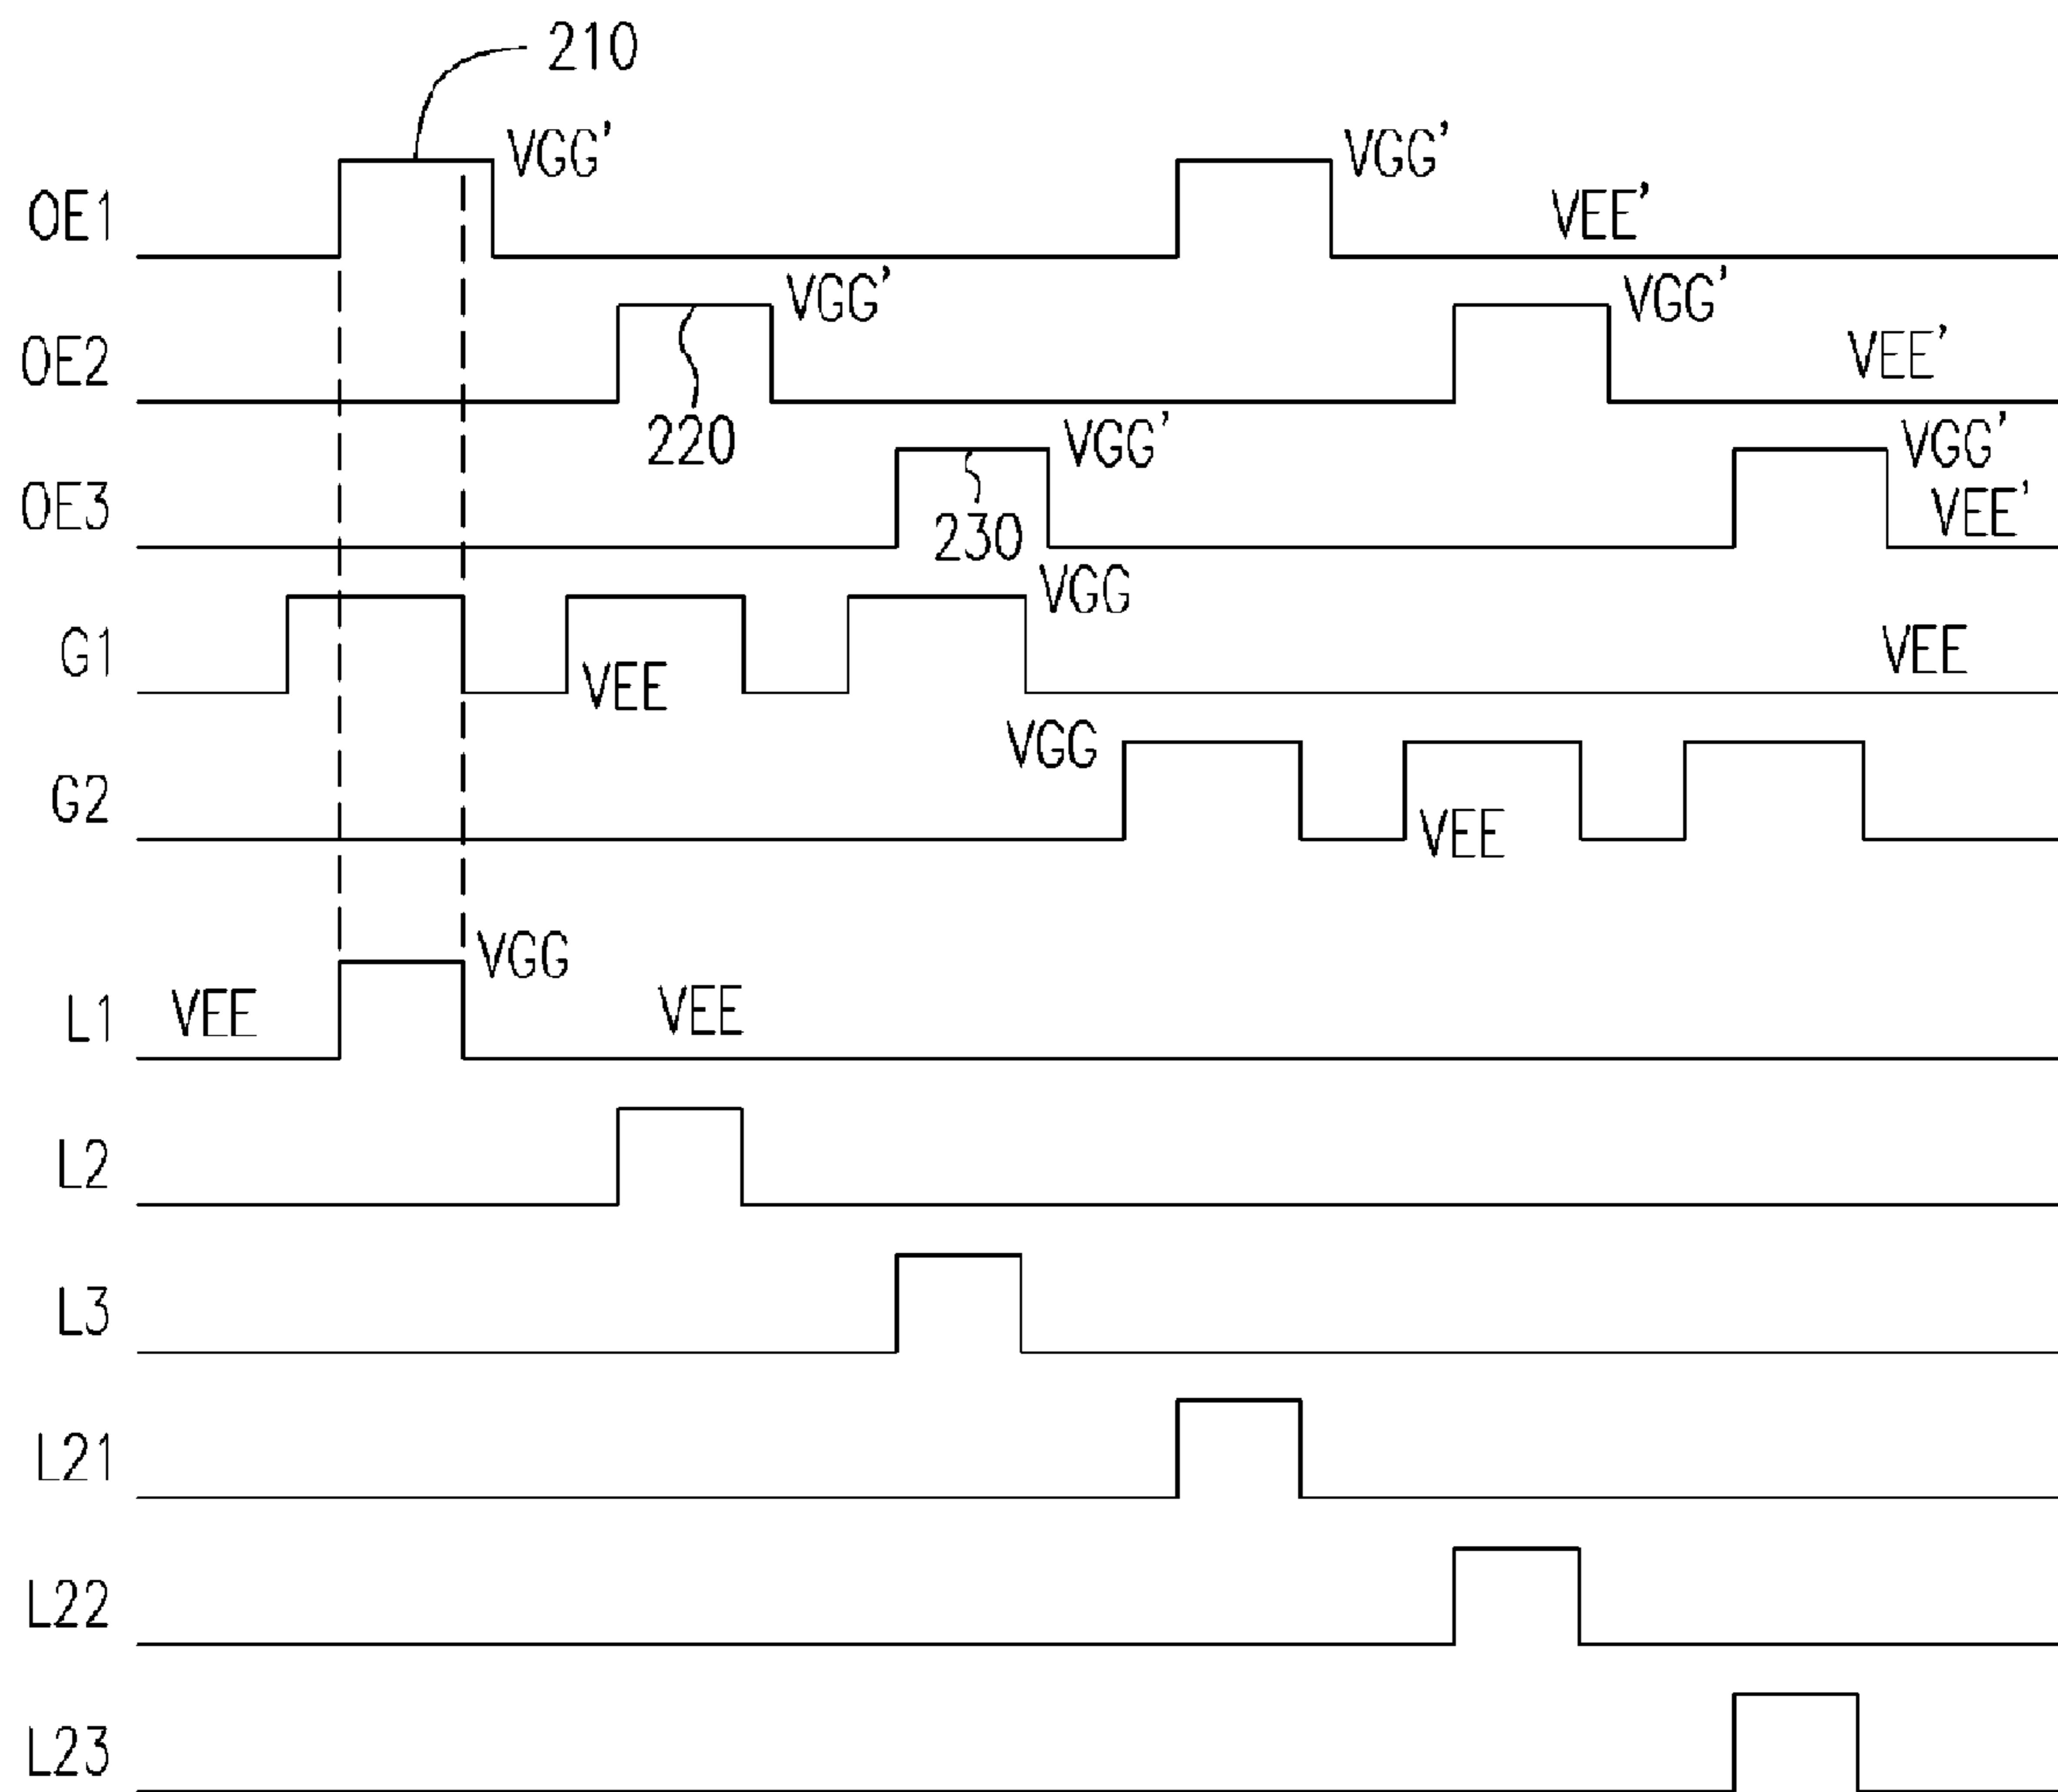 210
VGG' VGG'
OE1 VEE'
VGG' VGG'
OE2 VEE'
220 VGG' VGG'
OE3 230 VEE'
VGG
G1 VEE VEE
VGG
G2 VEE
VGG
L1 VEE VEE
L2
L3
L21
L22
L23